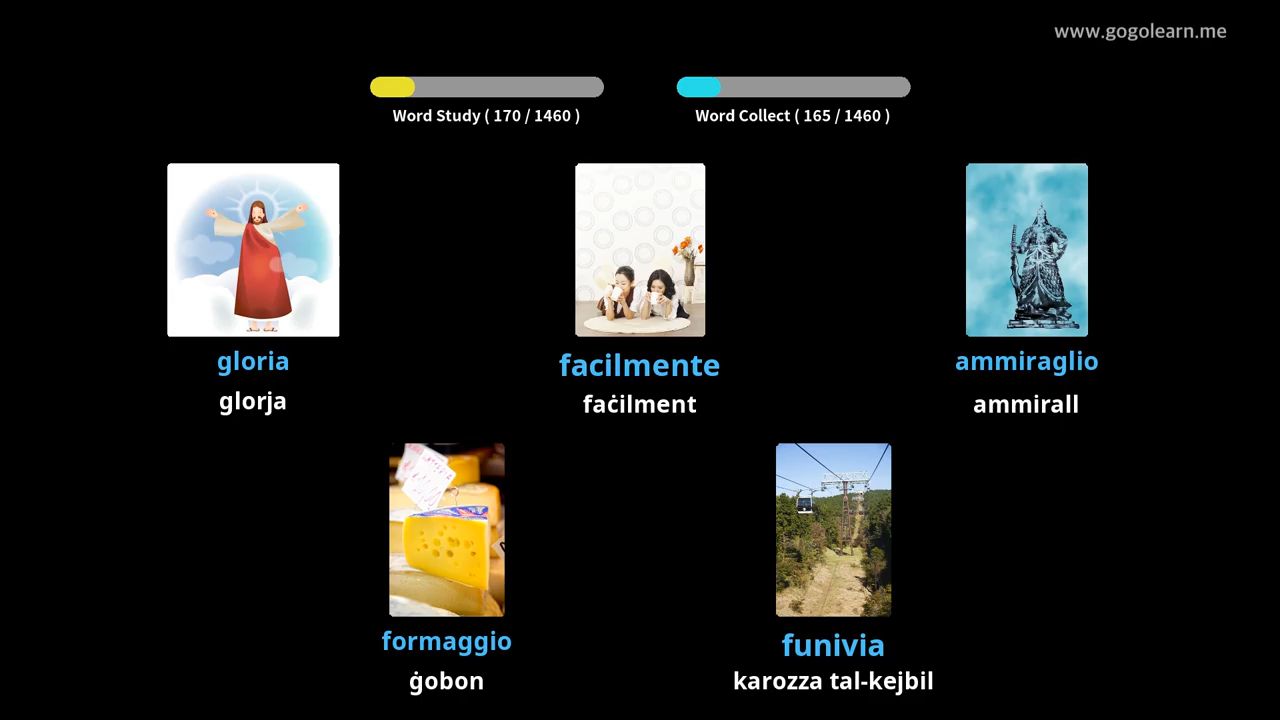 www.gogolearn.me
Word Study ( 170 / 1460 )
Word Collect ( 165 / 1460 )
gloria
glorja
facilmente
faċilment
ammiraglio
ammirall
formaggio
ġobon
funivia
karozza tal-kejbil